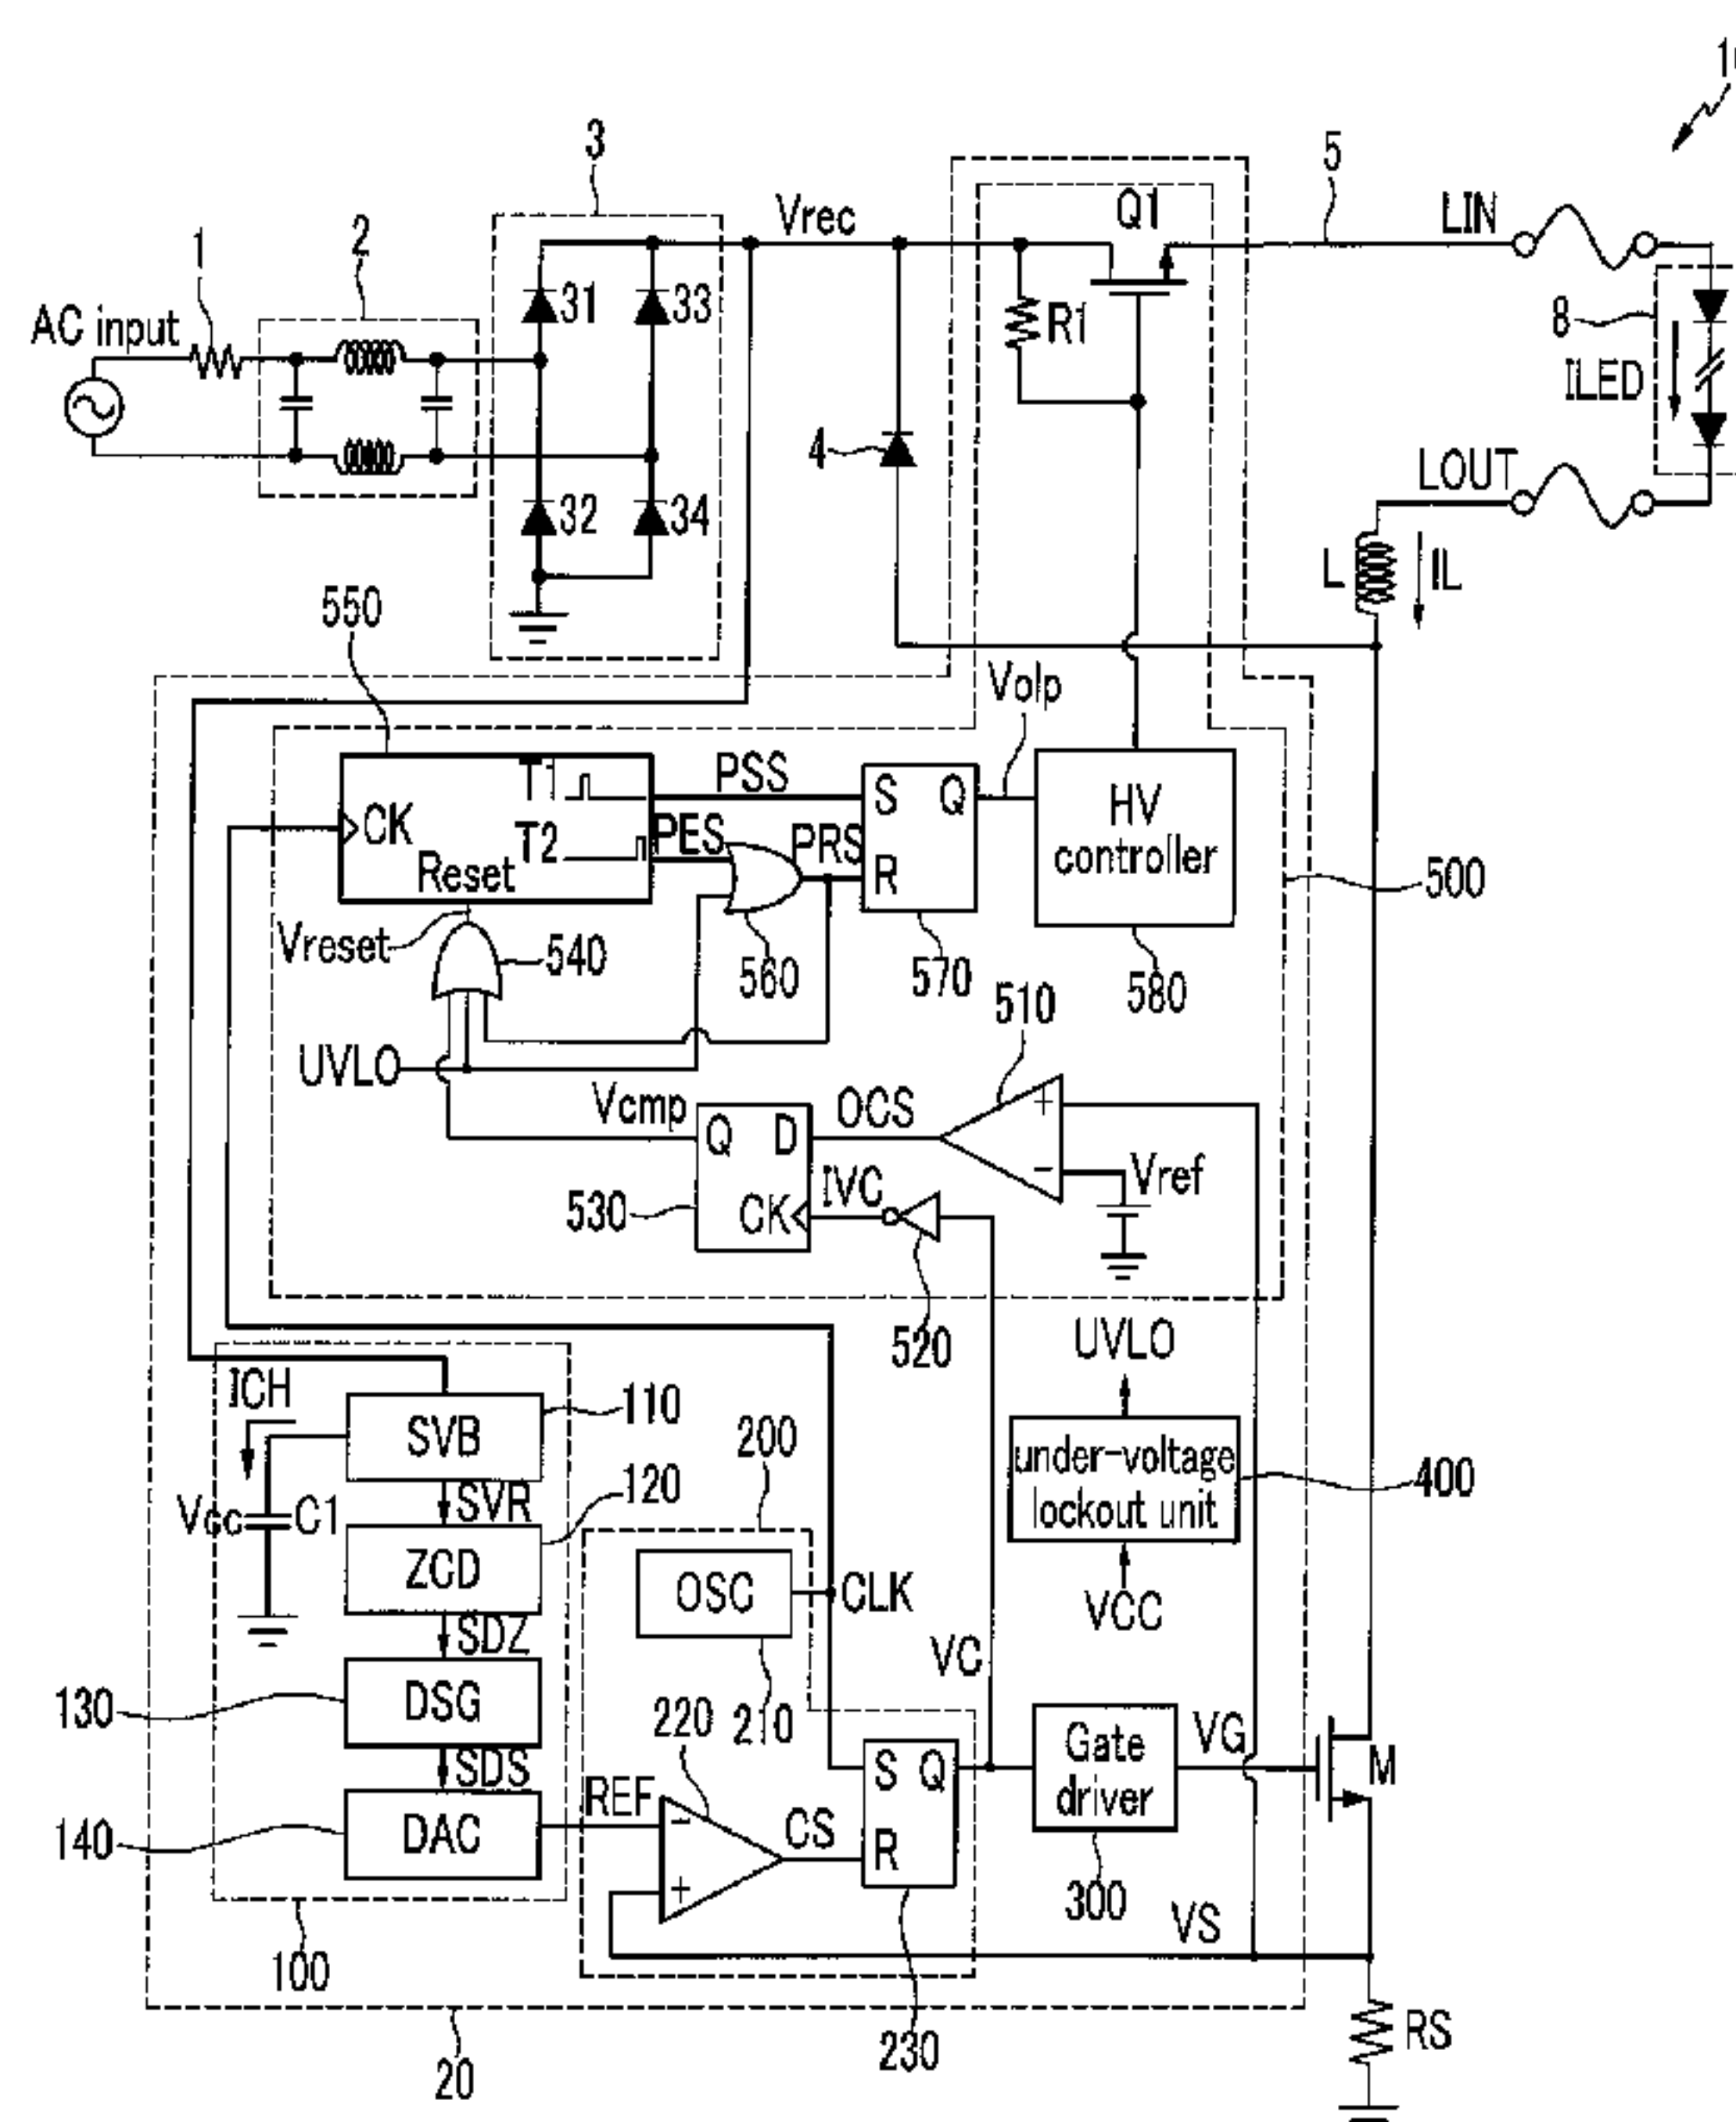 3
5
Vrec
Q1
LIN
1
2
AC input
31
33
R1
8
ILED
4
LOUT
32
34
L
IL
550
Volp
PSS
S
Q
CK
T2
PES
PRS
HV
controller
Reset
R
500
Vreset
540
560
570
580
510
UVLO
Vcmp
OCS
+
Q
D
IVC
-
Vref
530
CK
520
UVLO
ICH
110
SVB
200
under-voltage
lockout unit
400
120
SVR
Vcc
C1
ZCD
OSC
CLK
VCC
SDZ
VC
130
DSG
220
210
Gate
driver
VG
M
SDS
S
Q
REF
-
140
DAC
CS
R
+
300
VS
100
230
RS
20